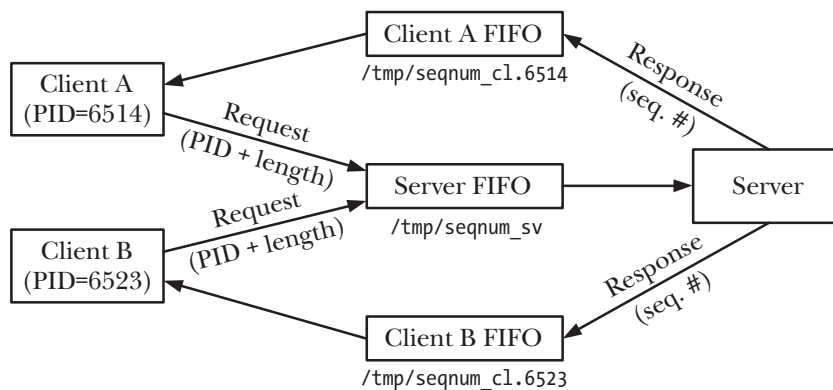 Client A FIFO
/tmp/seqnum_cl.6514
Client A
(PID=6514)
Request
(PID + length)
Response
(seq. #)
Server FIFO
/tmp/seqnum_sv
Server
Request
(PID + length)
Client B
(PID=6523)
Response
(seq. #)
Client B FIFO
/tmp/seqnum_cl.6523